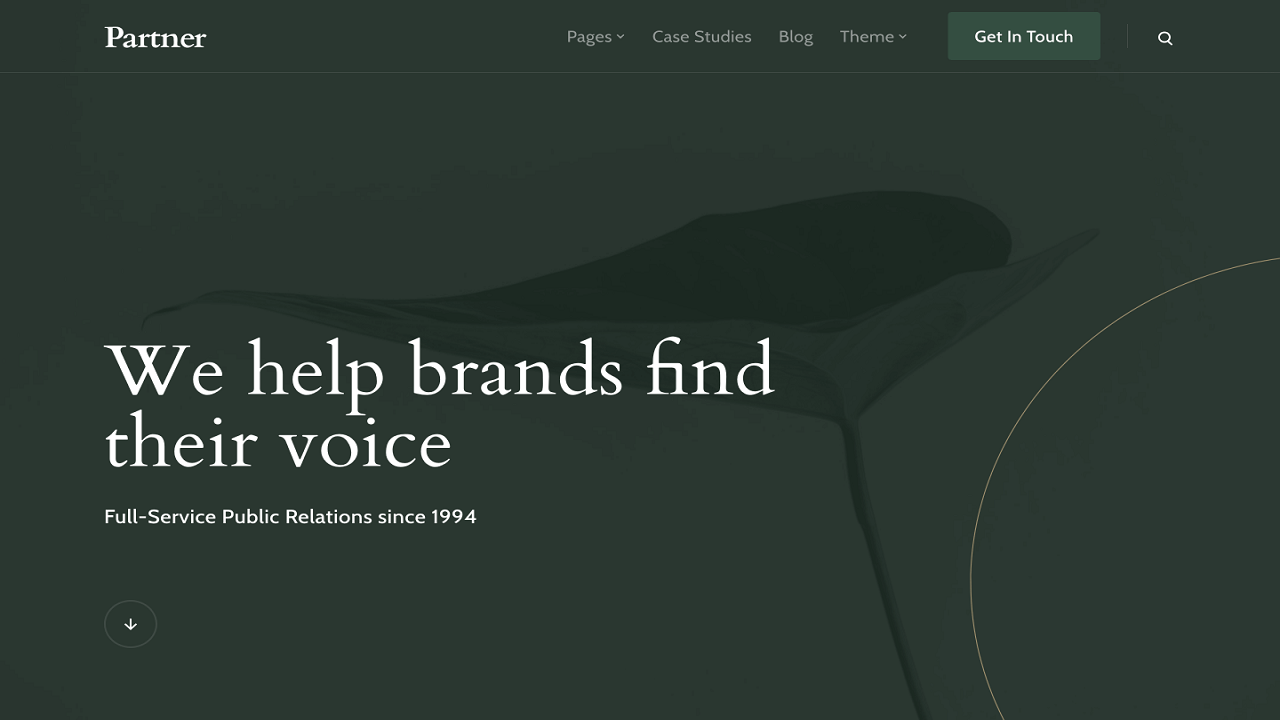 Partner
Pages
Case Studies
Blog
Theme
Get In Touch
We help brands find
their voice
Full-Service Public Relations since 1994